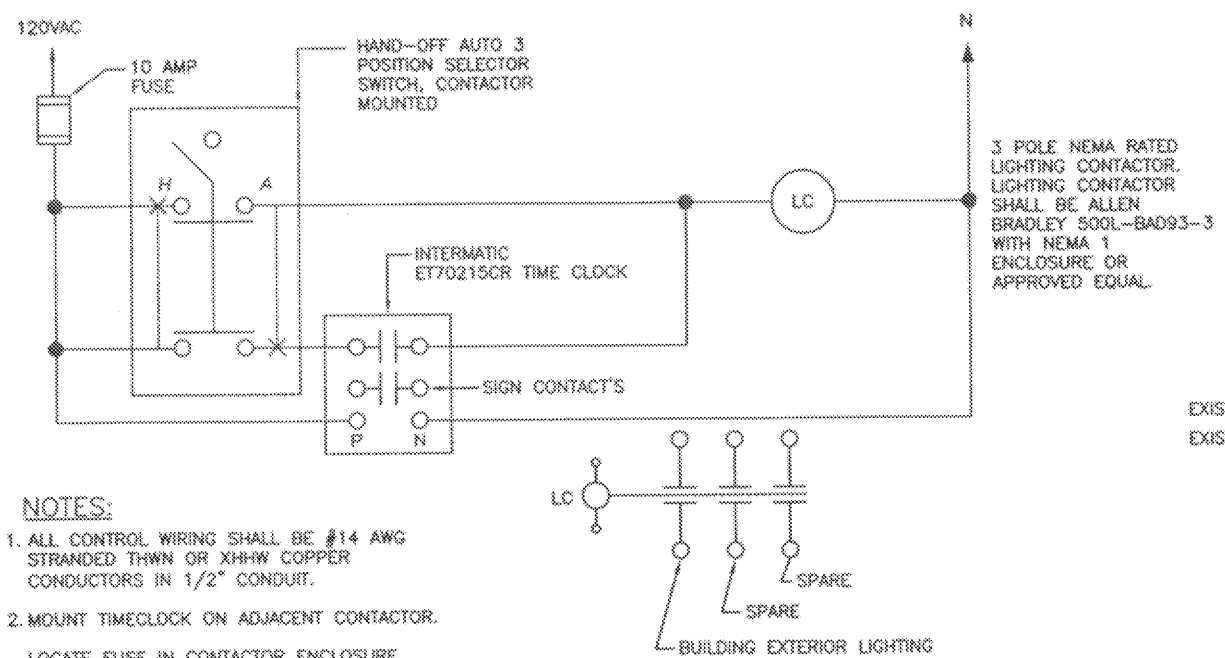 120VAC
10 AMP
FUSE
HAND-OFF AUTO 3
POSITION SELECTOR
SWITCH, CONTACTOR
MOUNTED
N
3 POLE NEMA RATED
LIGHTING CONTACTOR.
LIGHTING CONTACTOR
SHALL BE ALLEN
BRADLEY 500L-BAD93-3
WITH NEMA 1
ENCLOSURE OR
APPROVED EQUAL.
H
A
LC
INTERMATIC
ET70215CR TIME CLOCK
SIGN CONTACT'S
P
N
EXIS
EXIS
LC
SPARE
SPARE
BUILDING EXTERIOR LIGHTING
NOTES:
1. ALL CONTROL WIRING SHALL BE #14 AWG
STRANDED THWN OR XHHW COPPER
CONDUCTORS IN 1/2" CONDUIT.
2. MOUNT TIMECLOCK ON ADJACENT CONTACTOR.
LOCATE FUSE IN CONTACTOR ENCLOSURE